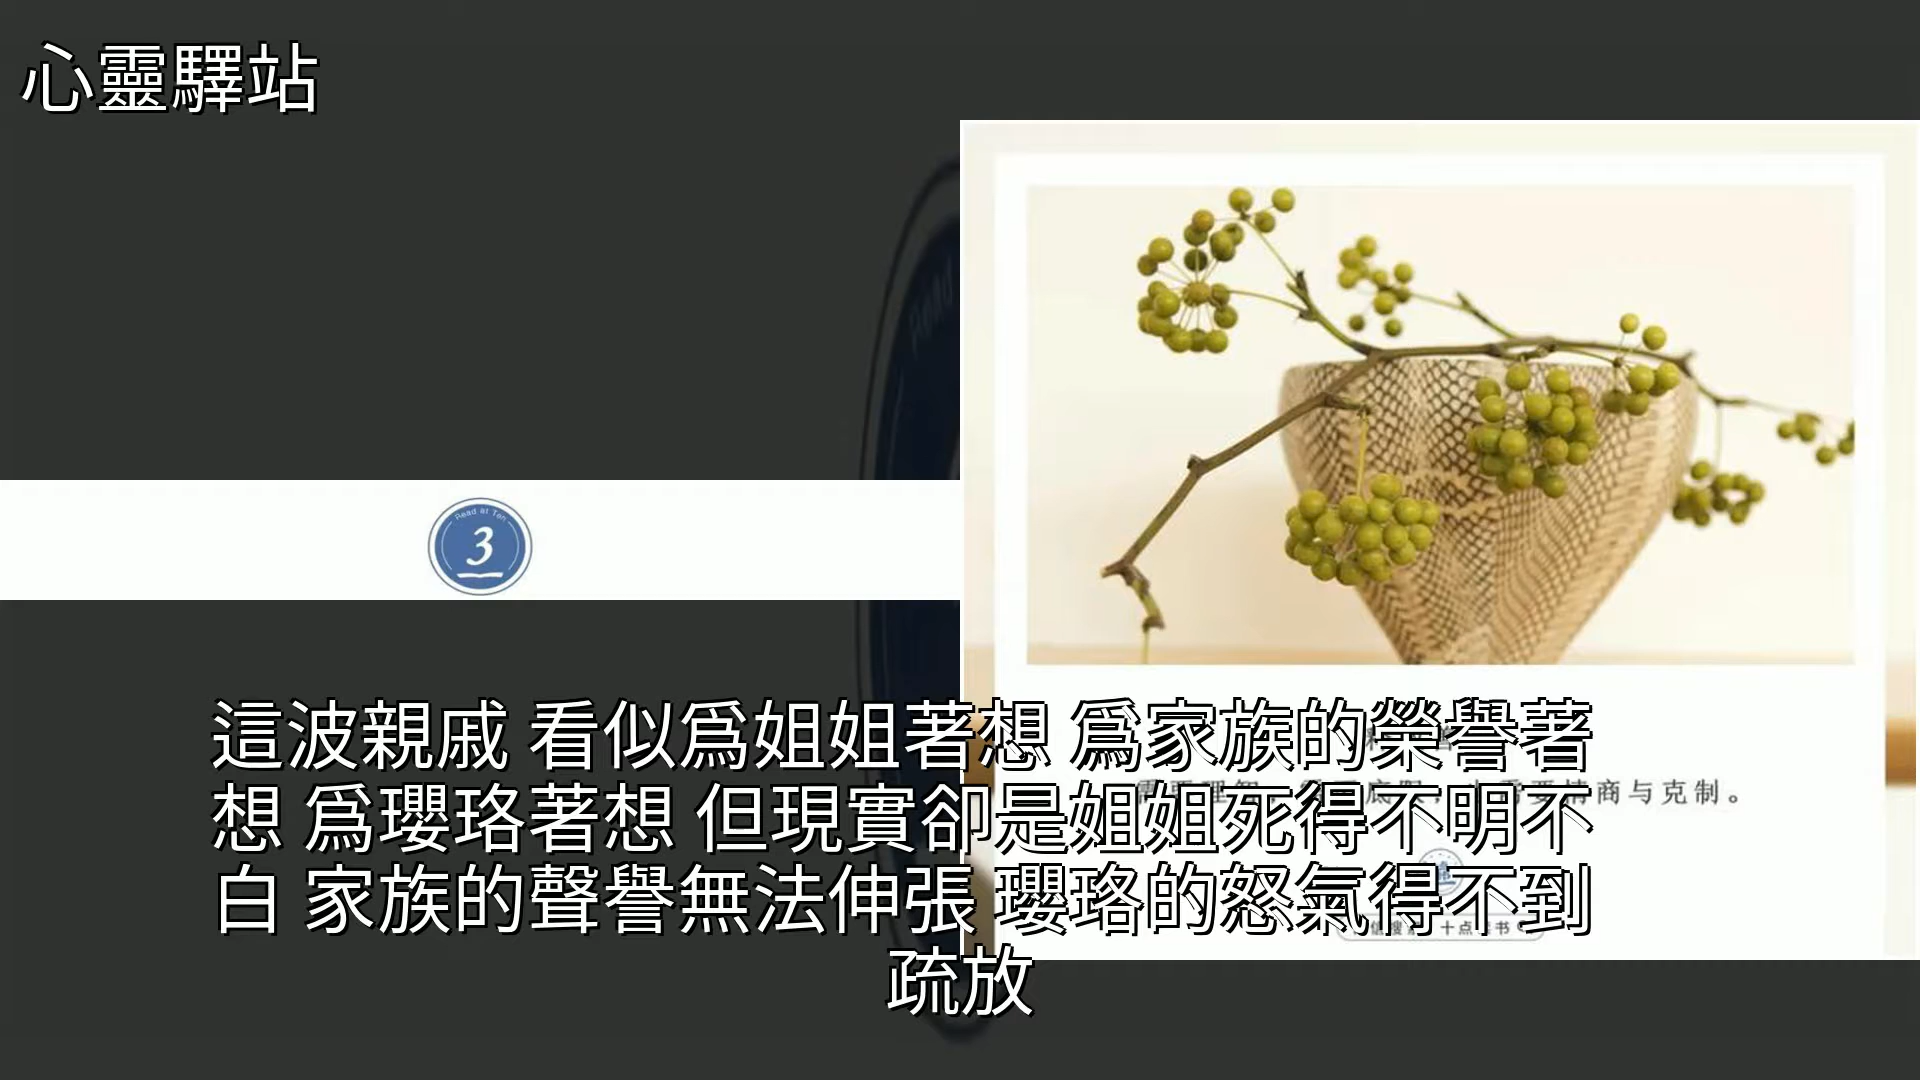 心靈驛站
Read at Ten
3
這波親戚 看似爲姐姐著想 爲家族的榮譽著
想 爲瓔珞著想 但現實卻是姐姐死得不明不
白 家族的聲譽無法伸張 瓔珞的怒氣得不到
疏放
商与克制。